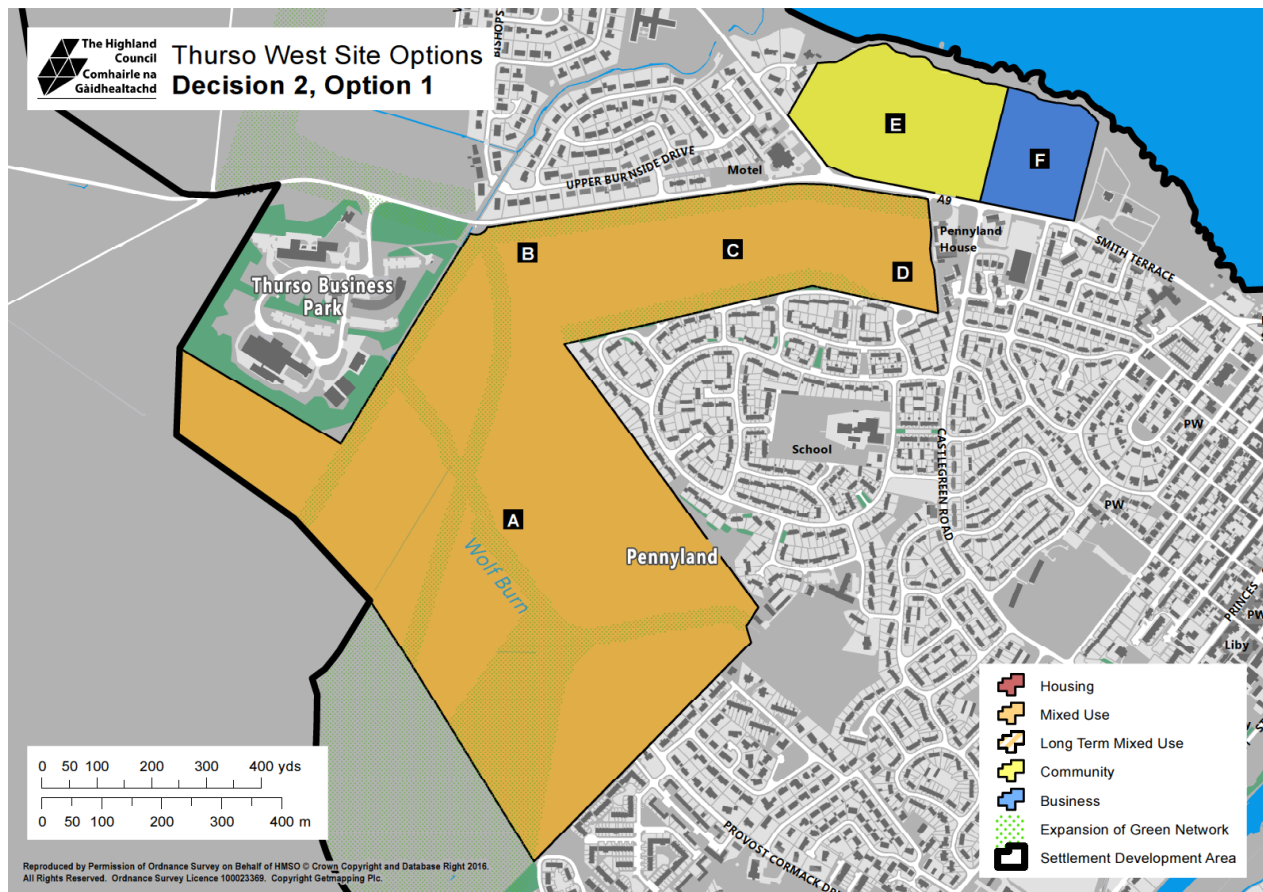 The Highland
Council
Comhairle na
Gàidhealtachd
Thurso West Site Options
Decision 2, Option 1
BISHOPS
UPPER BURNSIDE DRIVE
Motel
E
F
A9
Pennyland
House
SMITH TERRACE
B
C
D
Thurso Business
Park
School
CASTLEGREEN ROAD
PW
PW
A
Wolf Burn
Pennyland
PRINCES
PW
Liby
PROVOST CORMACK DR
Housing
Mixed Use
Long Term Mixed Use
Community
Business
Expansion of Green Network
Settlement Development Area
0 50 100 200 300 400 yds
0 50 100 200 300 400 m
Reproduced by Permission of Ordnance Survey on Behalf of HMSO © Crown Copyright and Database Right 2016.
All Rights Reserved. Ordnance Survey Licence 100023369. Copyright Getmapping Plc.